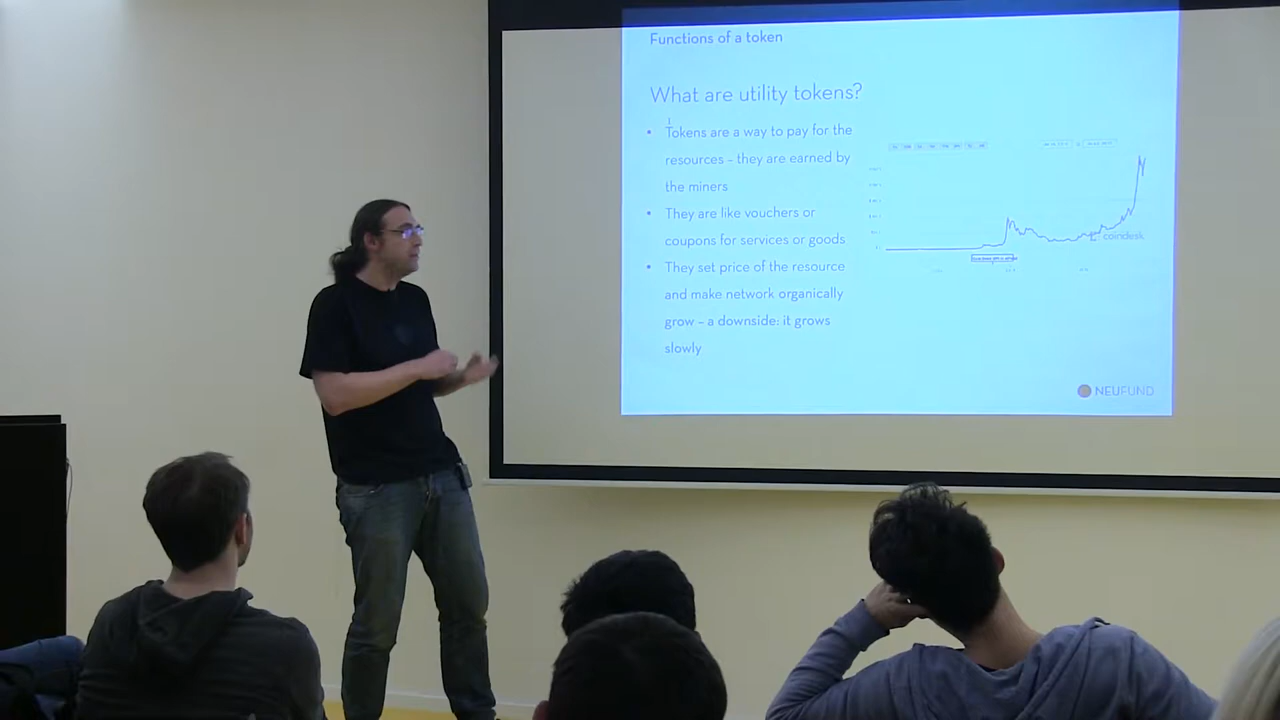 Functions of a token
What are utility tokens?
• Tokens are a way to pay for the
resources – they are earned by
the miners
• They are like vouchers or
coupons for services or goods
• They set price of the resource
and make network organically
grow – a downside: it grows
slowly
coindesk
NEUFUND